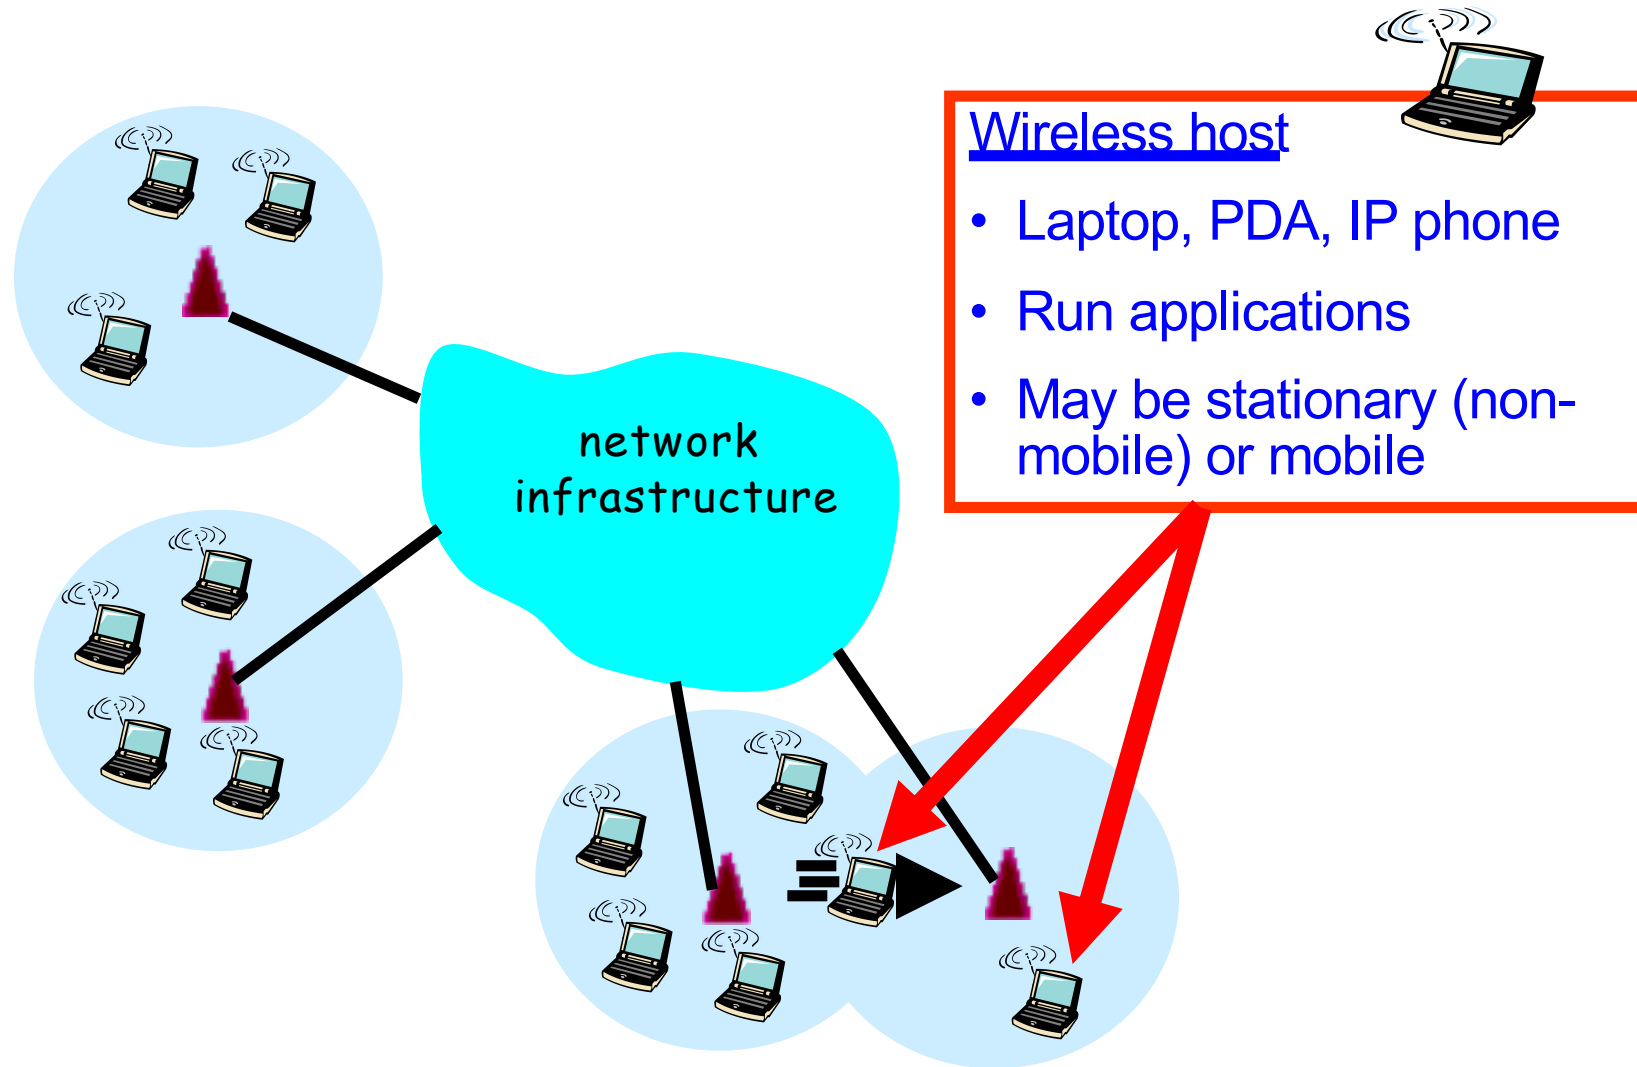 Wireless host
• Laptop, PDA, IP phone
• Run applications
• May be stationary (non-
mobile) or mobile
network
infrastructure